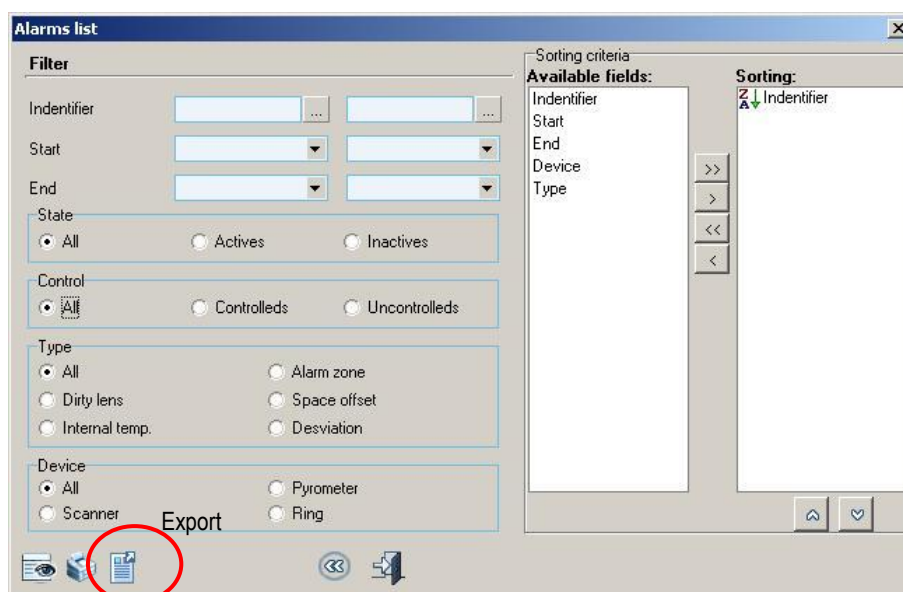 Alarms list
Filter
Indentifier
...
...
Start
End
State
All
Actives
Inactives
Control
All
Controlleds
Uncontrolleds
Type
All
Alarm zone
Dirty lens
Space offset
Internal temp.
Desviation
Device
All
Pyrometer
Scanner
Ring
Export
Sorting criteria
Available fields:
Indentifier
Start
End
Device
Type
>>
>
<<
<
Sorting:
Z
A
Indentifier